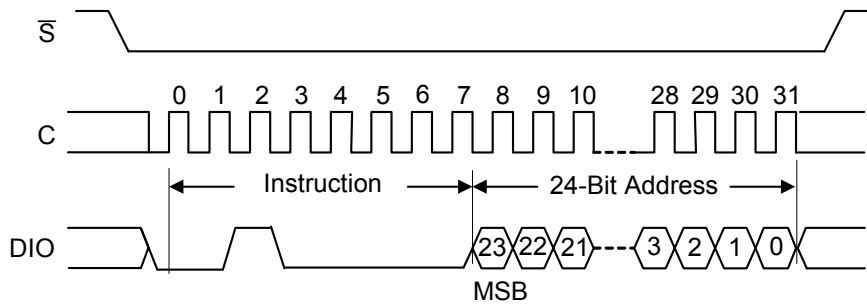 S
0 1 2 3 4 5 6 7 8 9 10 28 29 30 31
C
Instruction 24-Bit Address
DIO 23 22 21 3 2 1 0
MSB